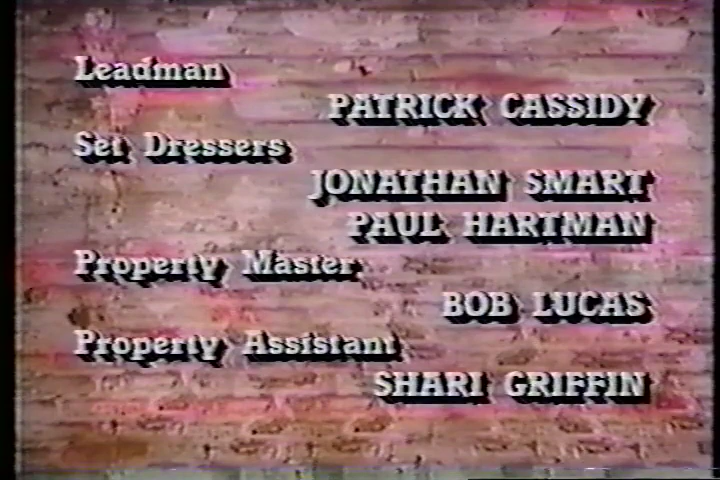 Leadman
PATRICK CASSIDY
Set Dressers
JONATHAN SMART
PAUL HARTMAN
Property Master
BOB LUCAS
Property Assistant
SHARI GRIFFIN